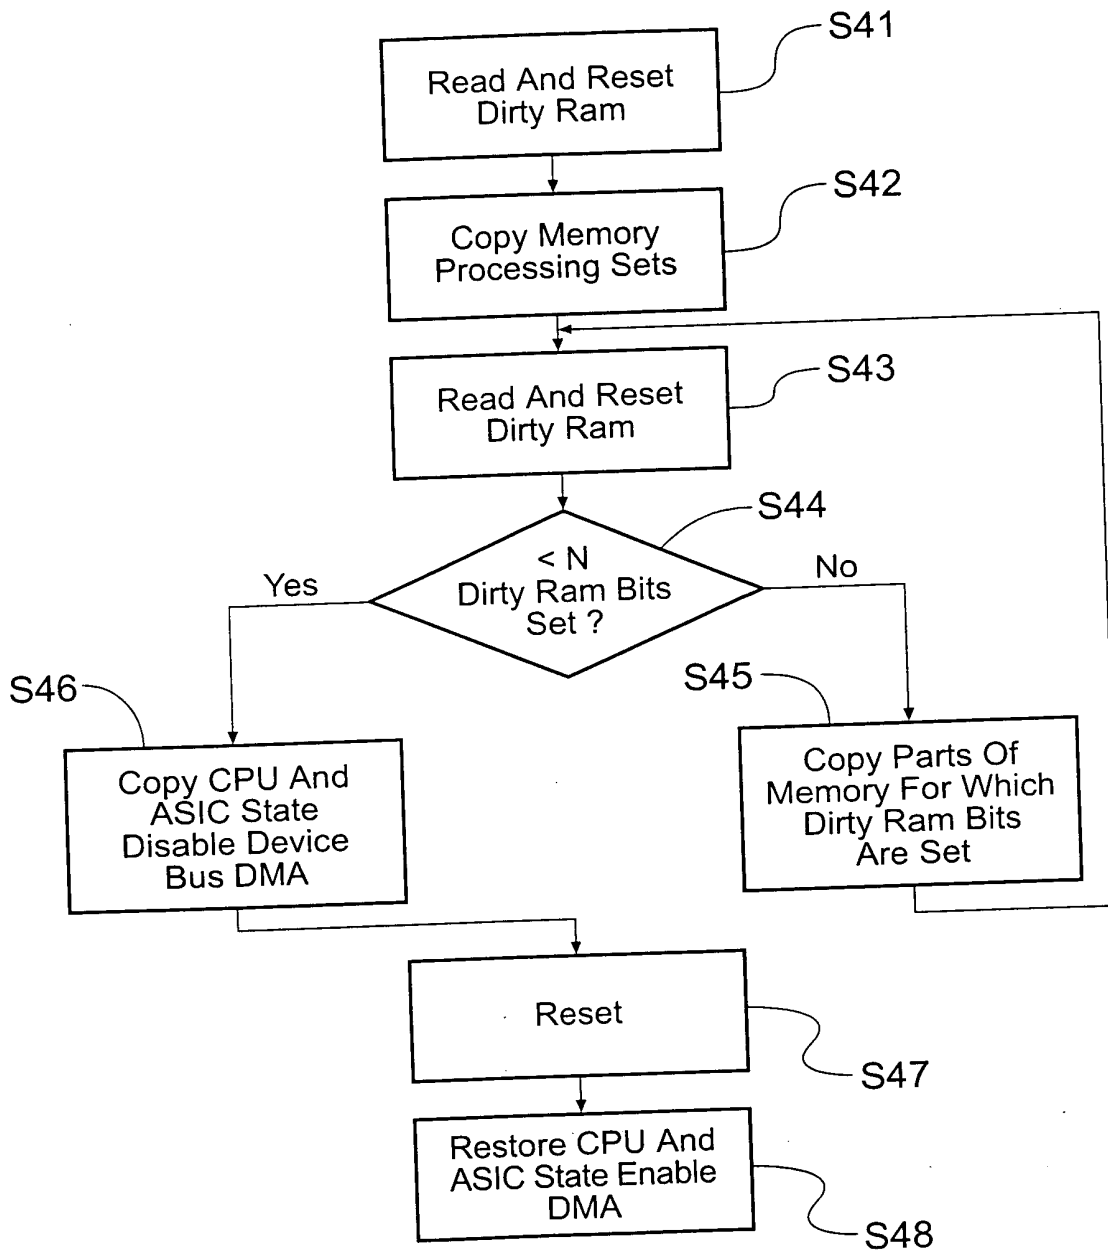 S41
Read And Reset
Dirty Ram
S42
Copy Memory
Processing Sets
S43
Read And Reset
Dirty Ram
S44
< N
Dirty Ram Bits
Set ?
Yes
No
S46
S45
Copy CPU And
ASIC State
Disable Device
Bus DMA
Copy Parts Of
Memory For Which
Dirty Ram Bits
Are Set
Reset
S47
Restore CPU And
ASIC State Enable
DMA
S48